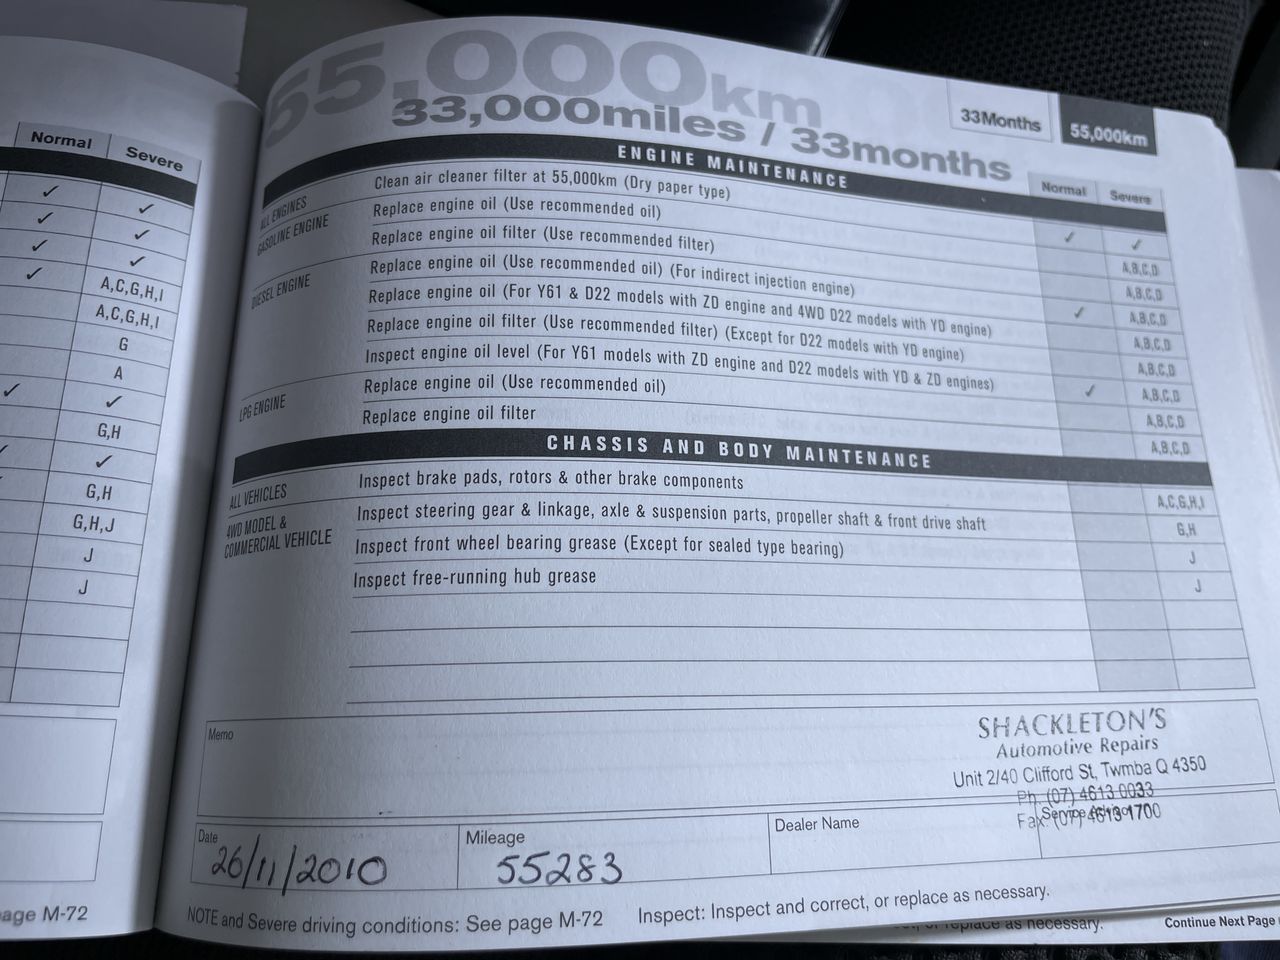 Normal Severe
✓ ✓
✓ ✓
✓ ✓
✓ A,C,G,H,I
A,C,G,H,I
G
A
✓ ✓
G,H
✓ ✓
G,H
G,H,J
J
J
age M-72
55,000km
33,000miles / 33months
33Months 55,000km
ENGINE MAINTENANCE
Normal Severe
ALL ENGINES Clean air cleaner filter at 55,000km (Dry paper type) ✓ ✓
GASOLINE ENGINE Replace engine oil (Use recommended oil) A,B,C,D
Replace engine oil filter (Use recommended filter) A,B,C,D
DIESEL ENGINE Replace engine oil (Use recommended oil) (For indirect injection engine) ✓ A,B,C,D
Replace engine oil (For Y61 & D22 models with ZD engine and 4WD D22 models with YD engine) A,B,C,D
Replace engine oil filter (Use recommended filter) (Except for D22 models with YD engine) A,B,C,D
Inspect engine oil level (For Y61 models with ZD engine and D22 models with YD & ZD engines) ✓ A,B,C,D
LPG ENGINE Replace engine oil (Use recommended oil) A,B,C,D
Replace engine oil filter A,B,C,D
CHASSIS AND BODY MAINTENANCE
ALL VEHICLES Inspect brake pads, rotors & other brake components A,C,G,H,I
4WD MODEL & COMMERCIAL VEHICLE Inspect steering gear & linkage, axle & suspension parts, propeller shaft & front drive shaft G,H
Inspect front wheel bearing grease (Except for sealed type bearing) J
Inspect free-running hub grease J
Memo
SHACKLETON'S
Automotive Repairs
Unit 2/40 Clifford St, Twmba Q 4350
Ph. (07) 4613 0033
Fax: (07) 4613 1700
Date Mileage Dealer Name Service Advisor
26/11/2010 55283
NOTE and Severe driving conditions: See page M-72 Inspect: Inspect and correct, or replace as necessary.
or replace as necessary.
Continue Next Page